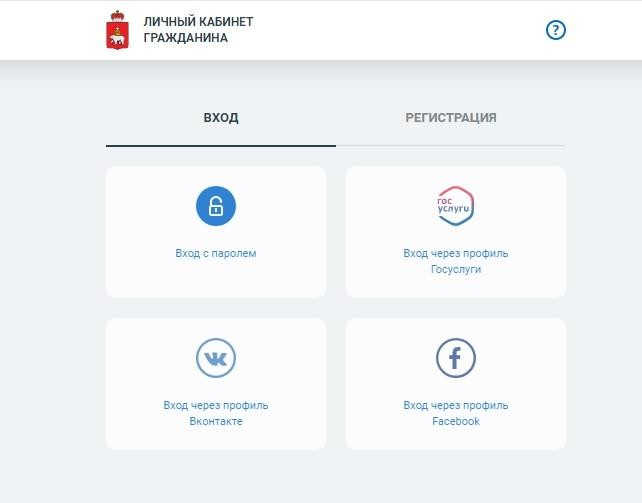 ЛИЧНЫЙ КАБИНЕТ
ГРАЖДАНИНА
?
ВХОД
РЕГИСТРАЦИЯ
Вход с паролем
гос
услуги
Вход через профиль
Госуслуги
Вход через профиль
Вконтакте
f
Вход через профиль
Facebook